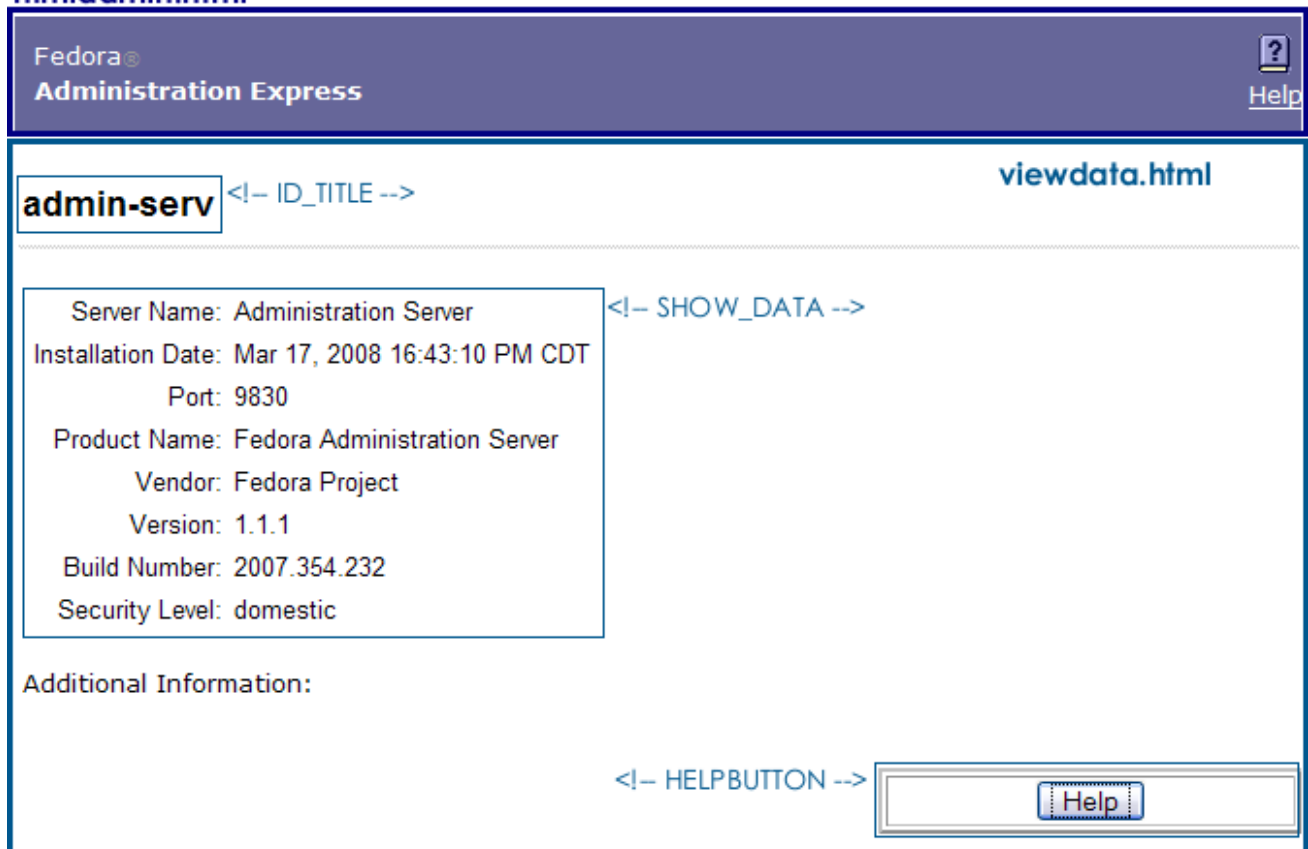 Fedora®
Administration Express
Help
viewdata.html
admin-serv <!-- ID_TITLE -->
Server Name: Administration Server <!-- SHOW_DATA -->
Installation Date: Mar 17, 2008 16:43:10 PM CDT
Port: 9830
Product Name: Fedora Administration Server
Vendor: Fedora Project
Version: 1.1.1
Build Number: 2007.354.232
Security Level: domestic
Additional Information:
<!-- HELPBUTTON --> Help